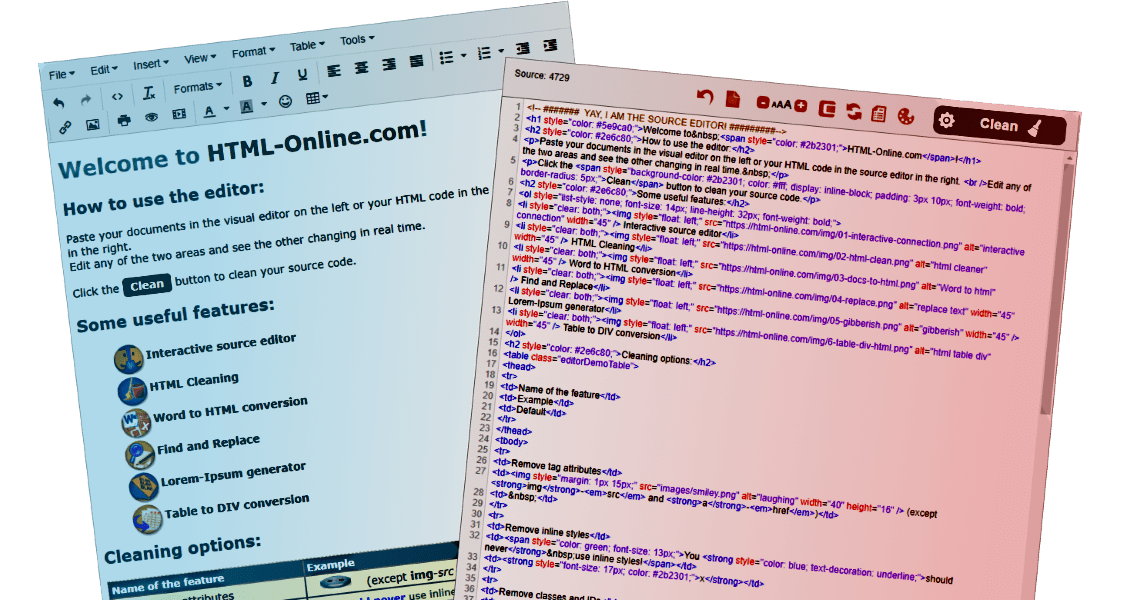 File Edit Insert View Format Table Tools
Formats B I U
A A
Welcome to HTML-Online.com!
How to use the editor:
Paste your documents in the visual editor on the left or your HTML code in the
in the right.
Edit any of the two areas and see the other changing in real time.
Click the Clean button to clean your source code.
Some useful features:
Interactive source editor
HTML Cleaning
Word to HTML conversion
Find and Replace
Lorem-Ipsum generator
Table to DIV conversion
Cleaning options:
Name of the feature Example
attributes (except img-src
never use inline
Source: 4729
AAA Clean
1 <!-- ####### YAY, I AM THE SOURCE EDITOR! #########-->
2 <h1 style="color: #5e9ca0;">Welcome to&nbsp;<span style="color: #2b2301;">HTML-Online.com</span>!</h1>
3 <h2 style="color: #2e6c80;">How to use the editor:</h2>
4 <p>Paste your documents in the visual editor on the left or your HTML code in the source editor in the right. <br />Edit any of
the two areas and see the other changing in real time.&nbsp;</p>
5 <p>Click the <span style="background-color: #2b2301; color: #fff; display: inline-block; padding: 3px 10px; font-weight: bold;
border-radius: 5px;">Clean</span> button to clean your source code.</p>
6 <h2 style="color: #2e6c80;">Some useful features:</h2>
7 <ol style="list-style: none; font-size: 14px; line-height: 32px; font-weight: bold;">
8 <li style="clear: both;"><img style="float: left;" src="https://html-online.com/img/01-interactive-connection.png" alt="interactive
connection" width="45" /> Interactive source editor</li>
9 <li style="clear: both;"><img style="float: left;" src="https://html-online.com/img/02-html-clean.png" alt="html cleaner"
width="45" /> HTML Cleaning</li>
10 <li style="clear: both;"><img style="float: left;" src="https://html-online.com/img/03-docs-to-html.png" alt="Word to html"
width="45" /> Word to HTML conversion</li>
11 <li style="clear: both;"><img style="float: left;" src="https://html-online.com/img/04-replace.png" alt="replace text" width="45"
/> Find and Replace</li>
12 <li style="clear: both;"><img style="float: left;" src="https://html-online.com/img/05-gibberish.png" alt="gibberish" width="45" />
Lorem-Ipsum generator</li>
13 <li style="clear: both;"><img style="float: left;" src="https://html-online.com/img/6-table-div-html.png" alt="html table div"
width="45" /> Table to DIV conversion</li>
14 </ol>
15 <h2 style="color: #2e6c80;">Cleaning options:</h2>
16 <table class="editorDemoTable">
17 <thead>
18 <tr>
19 <td>Name of the feature</td>
20 <td>Example</td>
21 <td>Default</td>
22 </tr>
23 </thead>
24 <tbody>
25 <tr>
26 <td>Remove tag attributes</td>
27 <td><img style="margin: 1px 15px;" src="images/smiley.png" alt="laughing" width="40" height="16" /> (except
<strong>img</strong>-<em>src</em> and <strong>a</strong>-<em>href</em>)</td>
28 <td>&nbsp;</td>
29 </tr>
30 <tr>
31 <td>Remove inline styles</td>
32 <td><span style="color: green; font-size: 13px;">You <strong style="color: blue; text-decoration: underline;">should
never</strong>&nbsp;use inline styles!</span></td>
33 <td><strong style="font-size: 17px; color: #2b2301;">x</strong></td>
34 </tr>
35 <tr>
36 <td>Remove classes and IDs</td>
37